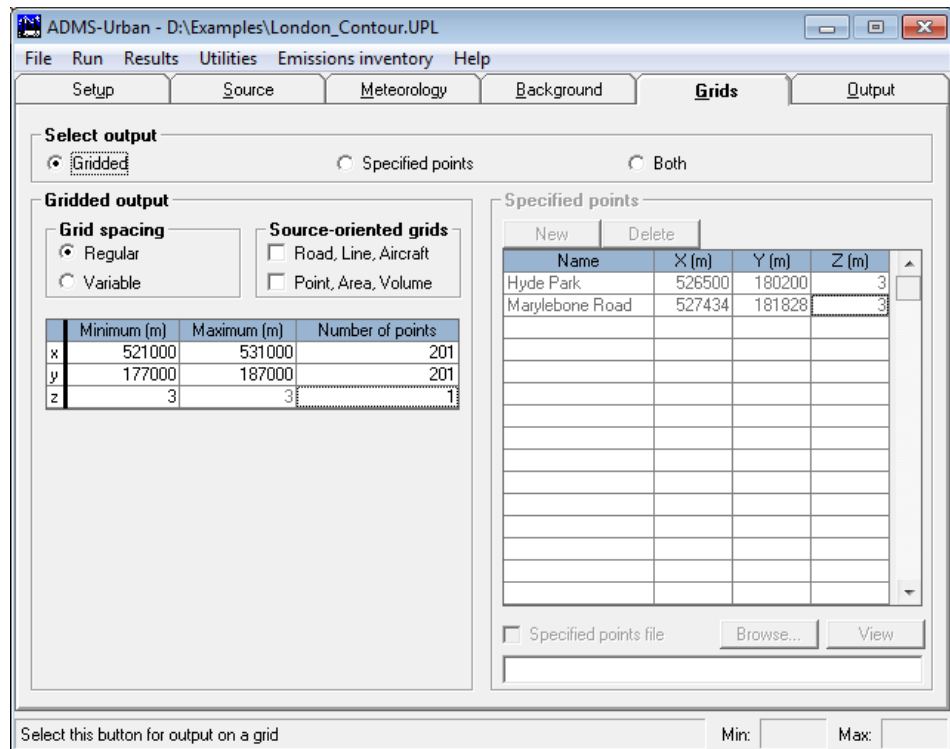 ADMS-Urban - D:\Examples\London_Contour.UPL
File Run Results Utilities Emissions inventory Help
Setup Source Meteorology Background Grids Output
Select output
Gridded Specified points Both
Gridded output
Grid spacing
Regular
Variable
Source-oriented grids
Road, Line, Aircraft
Point, Area, Volume
Minimum (m) Maximum (m) Number of points
x 521000 531000 201
y 177000 187000 201
z 3 3 1
Specified points
New Delete
Name X (m) Y (m) Z (m)
Hyde Park 526500 180200 3
Marylebone Road 527434 181828 3
Specified points file Browse... View
Select this button for output on a grid Min: Max: